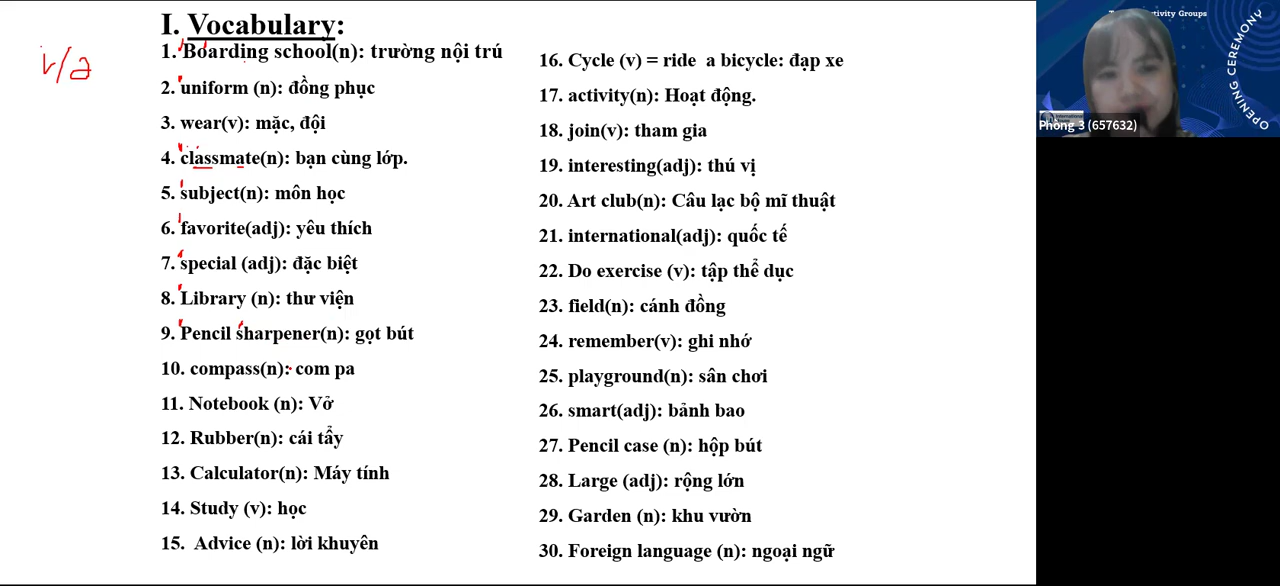 I. Vocabulary:
1. Boarding school(n): trường nội trú
2. uniform (n): đồng phục
3. wear(v): mặc, đội
4. classmate(n): bạn cùng lớp.
5. subject(n): môn học
6. favorite(adj): yêu thích
7. special (adj): đặc biệt
8. Library (n): thư viện
9. Pencil sharpener(n): gọt bút
10. compass(n): com pa
11. Notebook (n): Vở
12. Rubber(n): cái tẩy
13. Calculator(n): Máy tính
14. Study (v): học
15. Advice (n): lời khuyên
16. Cycle (v) = ride a bicycle: đạp xe
17. activity(n): Hoạt động.
18. join(v): tham gia
19. interesting(adj): thú vị
20. Art club(n): Câu lạc bộ mĩ thuật
21. international(adj): quốc tế
22. Do exercise (v): tập thể dục
23. field(n): cánh đồng
24. remember(v): ghi nhớ
25. playground(n): sân chơi
26. smart(adj): bảnh bao
27. Pencil case (n): hộp bút
28. Large (adj): rộng lớn
29. Garden (n): khu vườn
30. Foreign language (n): ngoại ngữ
Groups
OPENING CEREMONY
Phòng 3 (657632)